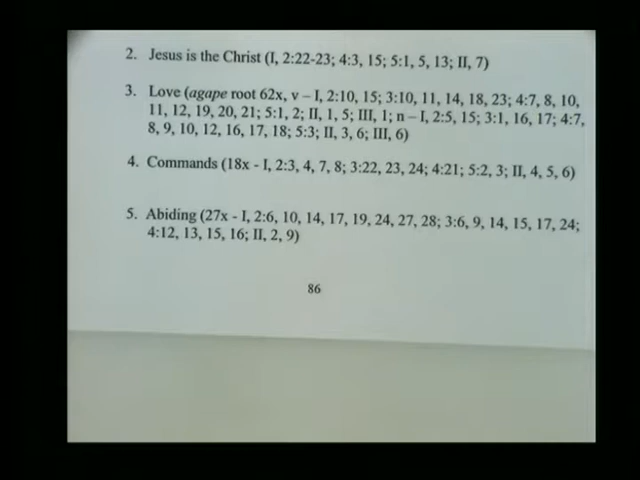 2. Jesus is the Christ (I, 2:22-23; 4:3, 15; 5:1, 5, 13; II, 7)
3. Love (agape root 62x, v – I, 2:10, 15; 3:10, 11, 14, 18, 23; 4:7, 8, 10,
11, 12, 19, 20, 21; 5:1, 2; II, 1, 5; III, 1; n – I, 2:5, 15; 3:1, 16, 17; 4:7,
8, 9, 10, 12, 16, 17, 18; 5:3; II, 3, 6; III, 6)
4. Commands (18x - I, 2:3, 4, 7, 8; 3:22, 23, 24; 4:21; 5:2, 3; II, 4, 5, 6)
5. Abiding (27x - I, 2:6, 10, 14, 17, 19, 24, 27, 28; 3:6, 9, 14, 15, 17, 24;
4:12, 13, 15, 16; II, 2, 9)
86